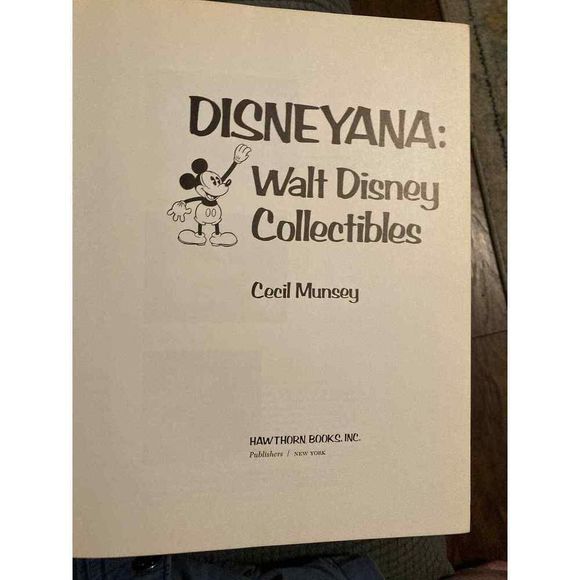 DISNEYANA:
Walt Disney
Collectibles
Cecil Munsey
HAWTHORN BOOKS, INC.
Publishers / NEW YORK